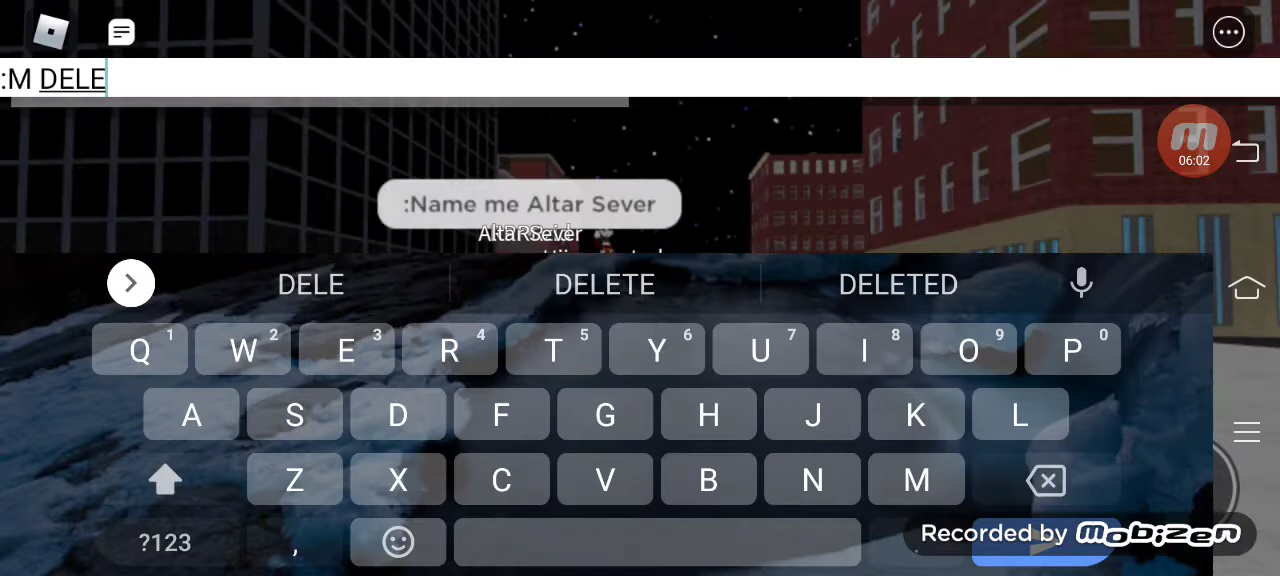 :M DELE
06:02
:Name me Altar Sever
DELE DELETE DELETED
Q 1 W 2 E 3 R 4 T 5 Y 6 U 7 I 8 O 9 P 0
A S D F G H J K L
Z X C V B N M
?123 , .
Recorded by mobizen